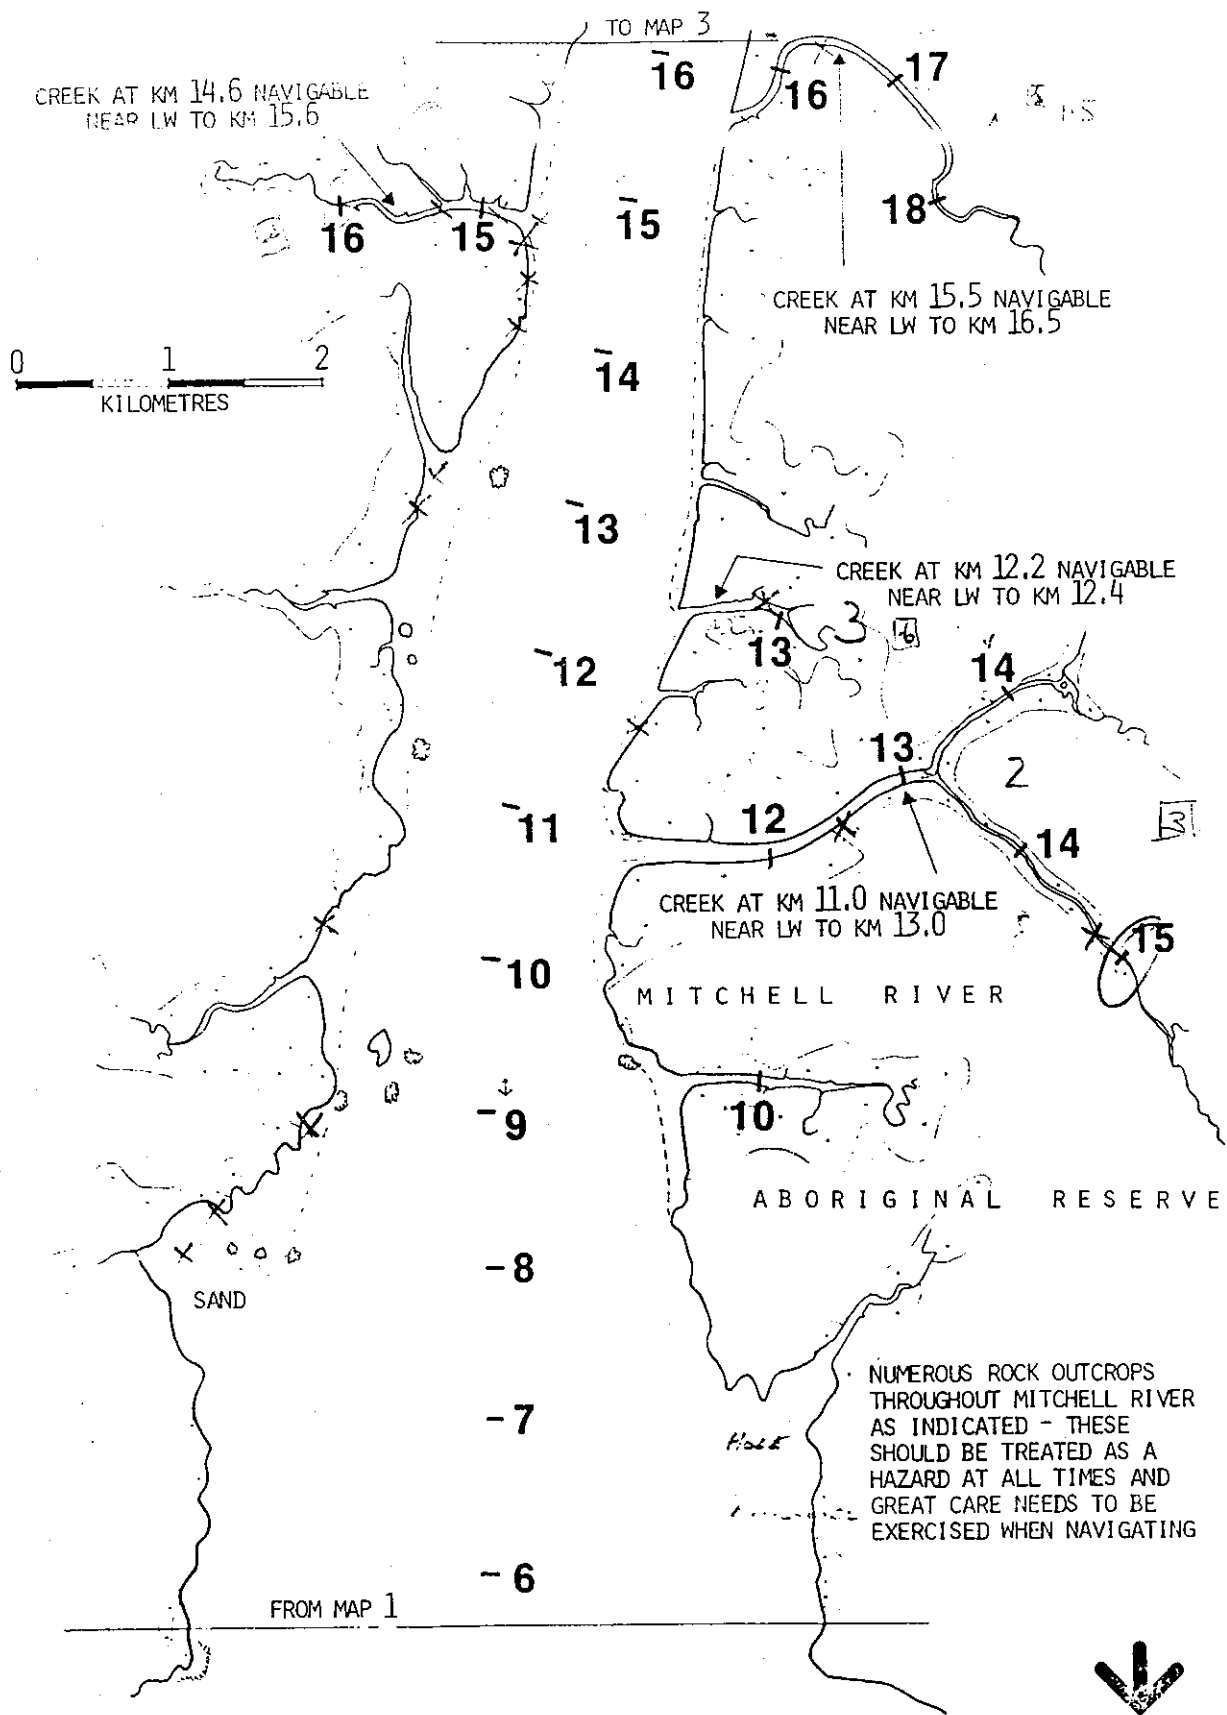 TO MAP 3
16
16
17
CREEK AT KM 14.6 NAVIGABLE
NEAR LW TO KM 15.6
16
15
15
18
CREEK AT KM 15.5 NAVIGABLE
NEAR LW TO KM 16.5
0 1 2
KILOMETRES
14
13
CREEK AT KM 12.2 NAVIGABLE
NEAR LW TO KM 12.4
13
3
12
14
13
2
11
12
14
CREEK AT KM 11.0 NAVIGABLE
NEAR LW TO KM 13.0
15
10
MITCHELL RIVER
9
10
ABORIGINAL RESERVE
8
SAND
NUMEROUS ROCK OUTCROPS
THROUGHOUT MITCHELL RIVER
AS INDICATED - THESE
SHOULD BE TREATED AS A
HAZARD AT ALL TIMES AND
GREAT CARE NEEDS TO BE
EXERCISED WHEN NAVIGATING
7
6
FROM MAP 1